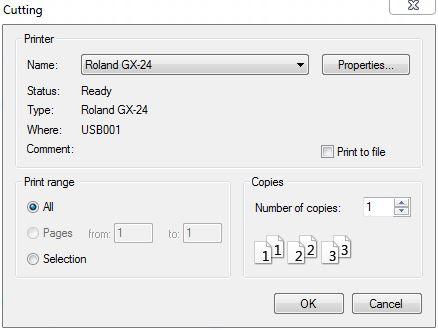 Cutting
Printer
Name: Roland GX-24 Properties...
Status: Ready
Type: Roland GX-24
Where: USB001
Comment:
Print to file
Print range
All
Pages from: 1 to: 1
Selection
Copies
Number of copies: 1
1 1 2 2 3 3
OK Cancel